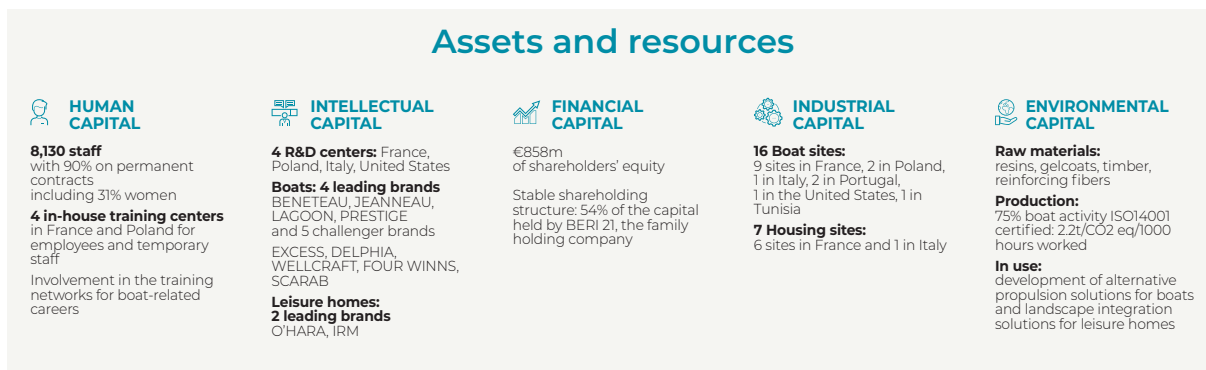 Assets and resources
HUMAN
CAPITAL
8,130 staff
with 90% on permanent
contracts
including 31% women
4 in-house training centers
in France and Poland for
employees and temporary
staff
Involvement in the training
networks for boat-related
careers
INTELLECTUAL
CAPITAL
4 R&D centers: France,
Poland, Italy, United States
Boats: 4 leading brands
BENETEAU, JEANNEAU,
LAGOON, PRESTIGE
and 5 challenger brands
EXCESS, DELPHIA,
WELLCRAFT, FOUR WINNS,
SCARAB
Leisure homes:
2 leading brands
O'HARA, IRM
FINANCIAL
CAPITAL
€858m
of shareholders' equity
Stable shareholding
structure: 54% of the capital
held by BERI 21, the family
holding company
INDUSTRIAL
CAPITAL
16 Boat sites:
9 sites in France, 2 in Poland,
1 in Italy, 2 in Portugal,
1 in the United States, 1 in
Tunisia
7 Housing sites:
6 sites in France and 1 in Italy
ENVIRONMENTAL
CAPITAL
Raw materials:
resins, gelcoats, timber,
reinforcing fibers
Production:
75% boat activity ISO14001
certified: 2.2t/CO2 eq/1000
hours worked
In use:
development of alternative
propulsion solutions for boats
and landscape integration
solutions for leisure homes